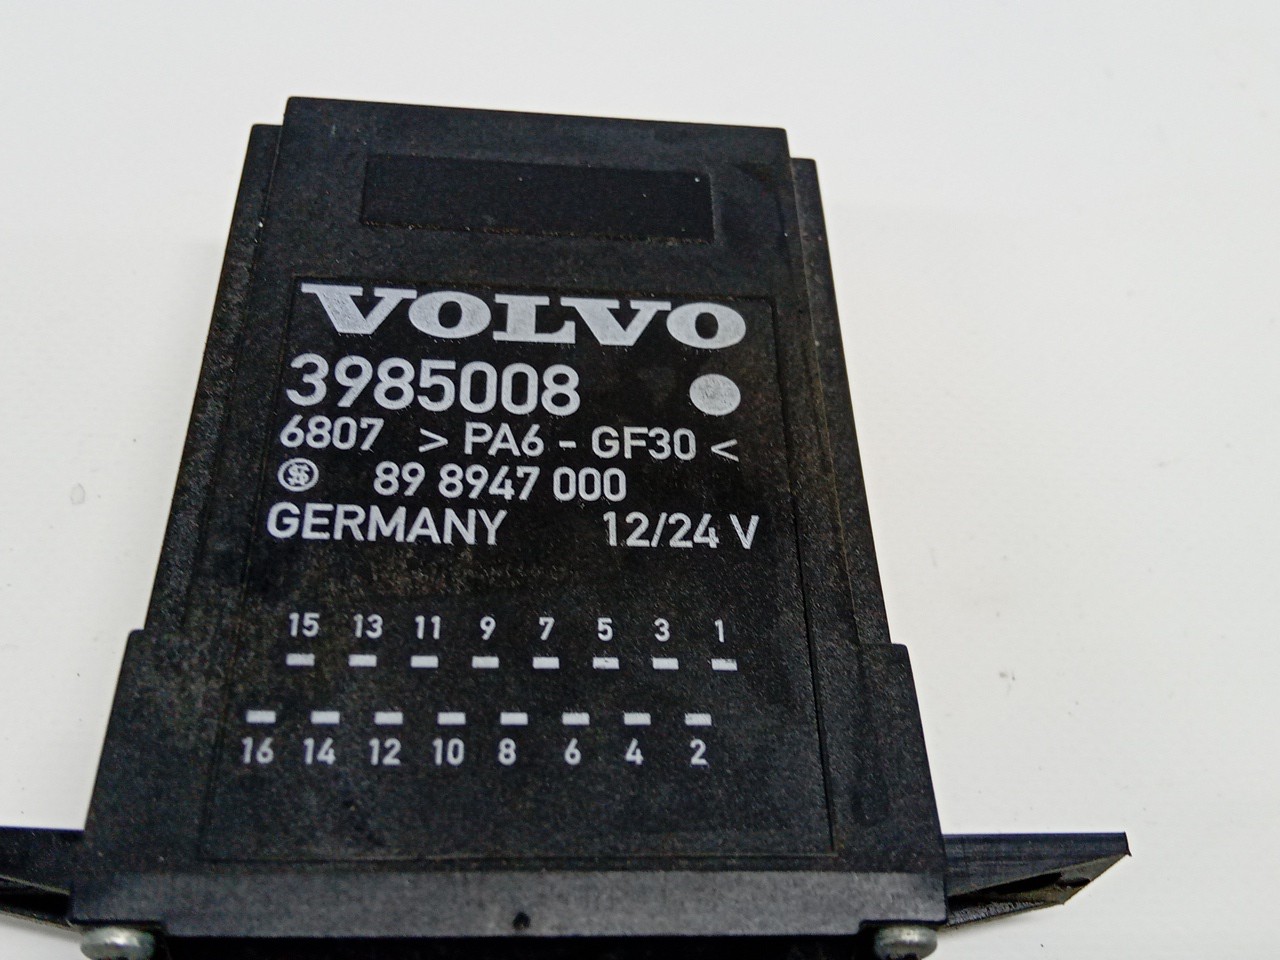 VOLVO
3985008
6807 > PA6 - GF30 <
89 8947 000
GERMANY 12/24 V
15 13 11 9 7 5 3 1
16 14 12 10 8 6 4 2